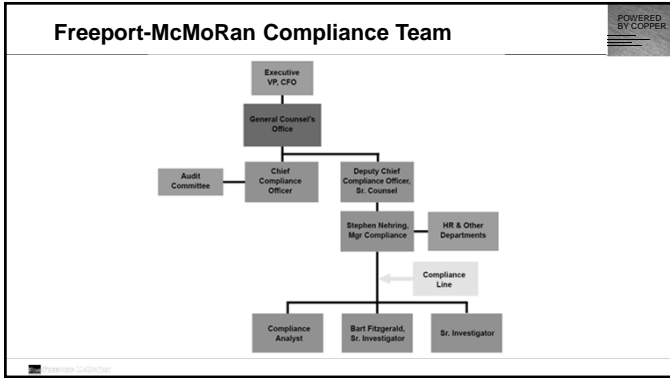 Freeport-McMoRan Compliance Team
POWERED
BY COPPER
Executive
VP, CFO
General Counsel's
Office
Audit
Committee
Chief
Compliance
Officer
Deputy Chief
Compliance Officer,
Sr. Counsel
Stephen Nehring,
Mgr Compliance
HR & Other
Departments
Compliance
Line
Compliance
Analyst
Bart Fitzgerald,
Sr. Investigator
Sr. Investigator
Freeport-McMoRan